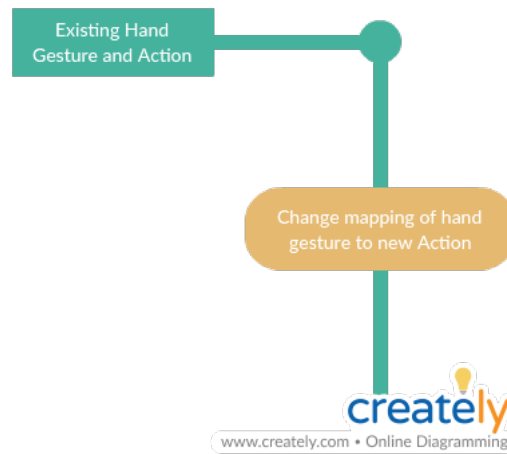 Existing Hand
Gesture and Action
Change mapping of hand
gesture to new Action
creately
www.creately.com • Online Diagramming